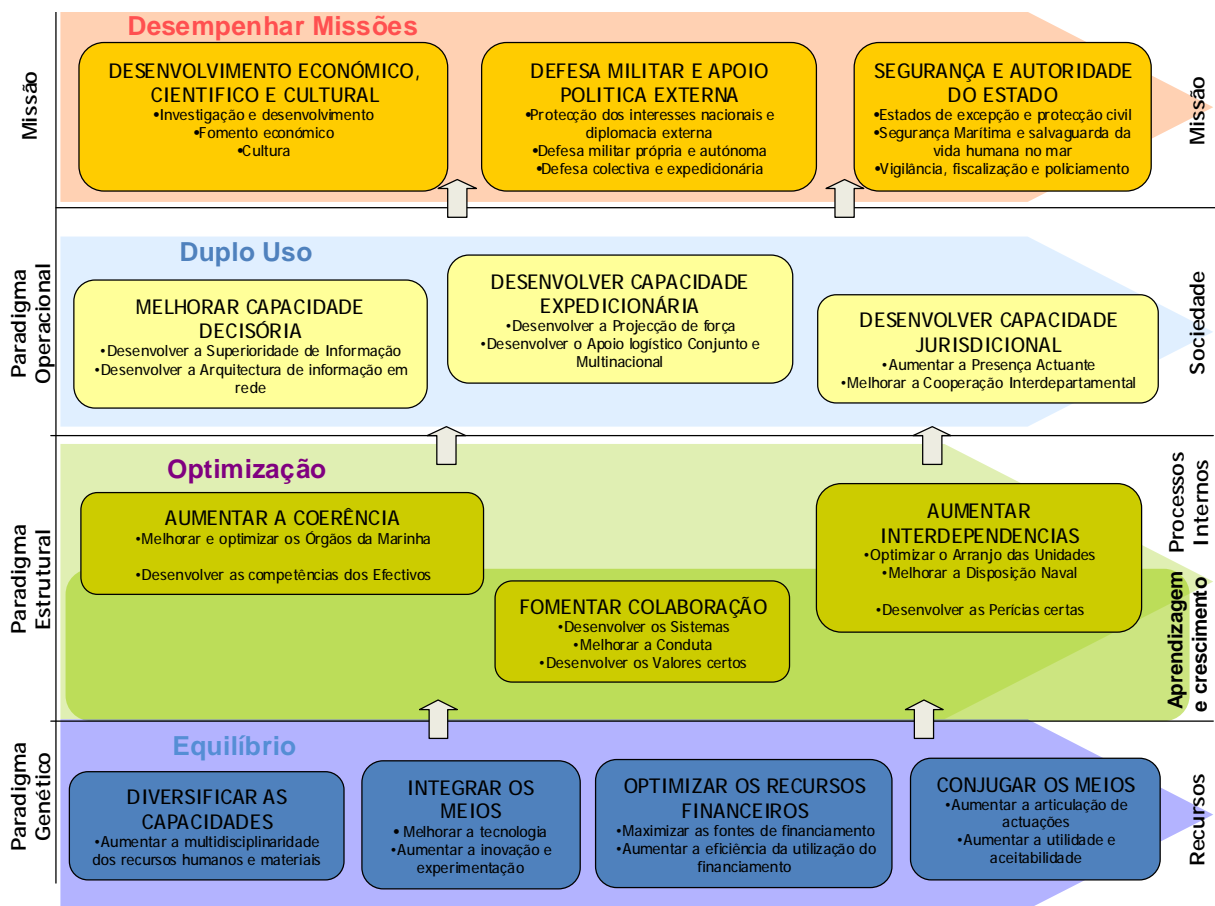 Desempenhar Missões
Missão
DESENVOLVIMENTO ECONÓMICO,
CIENTIFICO E CULTURAL
•Investigação e desenvolvimento
•Fomento económico
•Cultura
DEFESA MILITAR E APOIO
POLITICA EXTERNA
•Protecção dos interesses nacionais e
diplomacia externa
•Defesa militar própria e autónoma
•Defesa colectiva e expedicionária
SEGURANÇA E AUTORIDADE
DO ESTADO
•Estados de excepção e protecção civil
•Segurança Marítima e salvaguarda da
vida humana no mar
•Vigilância, fiscalização e policiamento
Missão
Duplo Uso
Paradigma
Operacional
MELHORAR CAPACIDADE
DECISÓRIA
•Desenvolver a Superioridade de Informação
•Desenvolver a Arquitectura de informação em
rede
DESENVOLVER CAPACIDADE
EXPEDICIONÁRIA
•Desenvolver a Projecção de força
•Desenvolver o Apoio logístico Conjunto e
Multinacional
DESENVOLVER CAPACIDADE
JURISDICIONAL
•Aumentar a Presença Actuante
•Melhorar a Cooperação Interdepartamental
Sociedade
Optimização
Paradigma
Estrutural
AUMENTAR A COERÊNCIA
•Melhorar e optimizar os Órgãos da Marinha
•Desenvolver as competências dos Efectivos
FOMENTAR COLABORAÇÃO
•Desenvolver os Sistemas
•Melhorar a Conduta
•Desenvolver os Valores certos
AUMENTAR
INTERDEPENDENCIAS
•Optimizar o Arranjo das Unidades
•Melhorar a Disposição Naval
•Desenvolver as Perícias certas
Processos
Internos
Aprendizagem
e crescimento
Equilíbrio
Paradigma
Genético
DIVERSIFICAR AS
CAPACIDADES
•Aumentar a multidisciplinaridade
dos recursos humanos e materiais
INTEGRAR OS
MEIOS
• Melhorar a tecnologia
•Aumentar a inovação e
experimentação
OPTIMIZAR OS RECURSOS
FINANCEIROS
•Maximizar as fontes de financiamento
•Aumentar a eficiência da utilização do
financiamento
CONJUGAR OS MEIOS
•Aumentar a articulação de
actuações
•Aumentar a utilidade e
aceitabilidade
Recursos